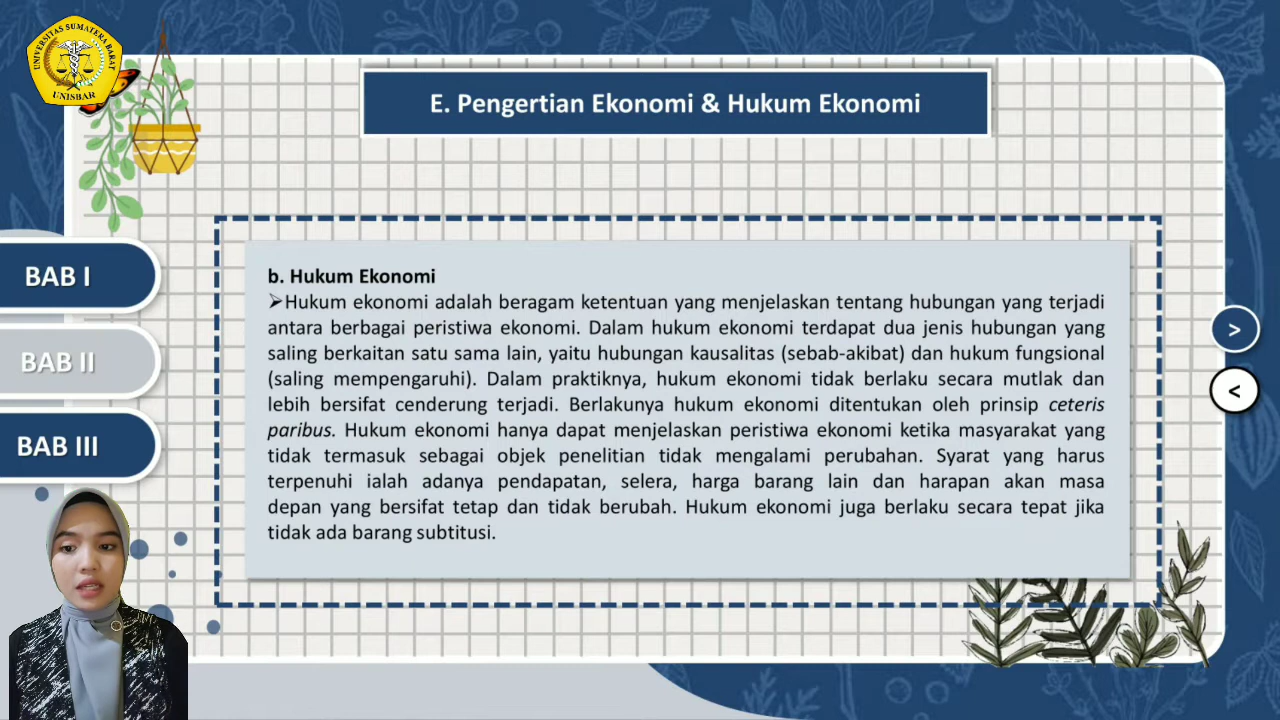 UNIVERSITAS SUMATERA BARAT
UNISBAR
E. Pengertian Ekonomi & Hukum Ekonomi
BAB I
BAB II
BAB III
b. Hukum Ekonomi
➢Hukum ekonomi adalah beragam ketentuan yang menjelaskan tentang hubungan yang terjadi
antara berbagai peristiwa ekonomi. Dalam hukum ekonomi terdapat dua jenis hubungan yang
saling berkaitan satu sama lain, yaitu hubungan kausalitas (sebab-akibat) dan hukum fungsional
(saling mempengaruhi). Dalam praktiknya, hukum ekonomi tidak berlaku secara mutlak dan
lebih bersifat cenderung terjadi. Berlakunya hukum ekonomi ditentukan oleh prinsip ceteris
paribus. Hukum ekonomi hanya dapat menjelaskan peristiwa ekonomi ketika masyarakat yang
tidak termasuk sebagai objek penelitian tidak mengalami perubahan. Syarat yang harus
terpenuhi ialah adanya pendapatan, selera, harga barang lain dan harapan akan masa
depan yang bersifat tetap dan tidak berubah. Hukum ekonomi juga berlaku secara tepat jika
tidak ada barang subtitusi.
>
<